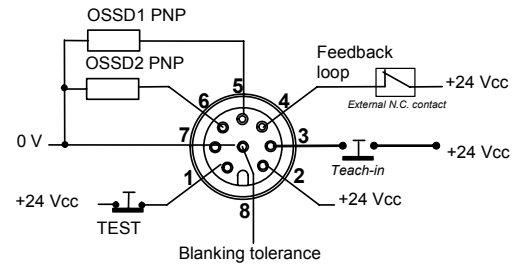 OSSD1 PNP
OSSD2 PNP
Feedback
loop
+24 Vcc
External N.C. contact
5
6
4
7
3
0 V
+24 Vcc
Teach-in
1
2
+24 Vcc
+24 Vcc
TEST
8
Blanking tolerance